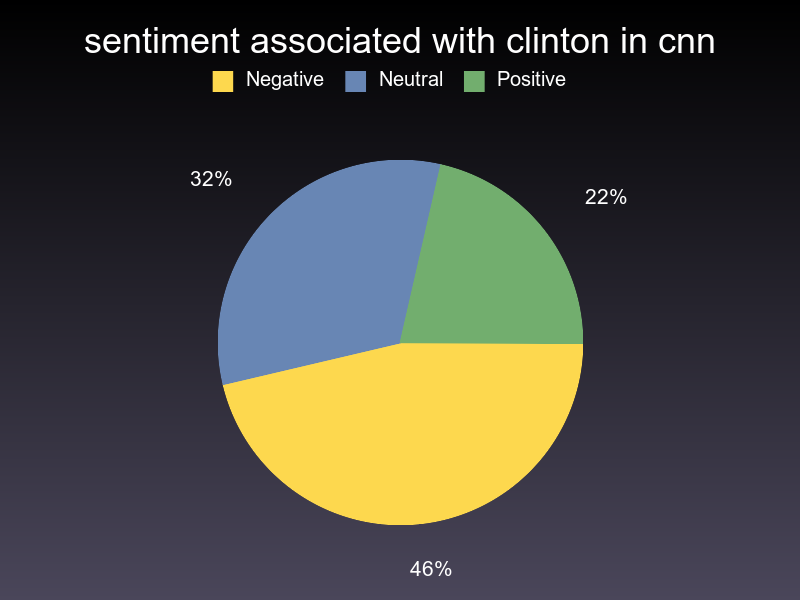 sentiment associated with clinton in cnn
Negative Neutral Positive
32%
22%
46%